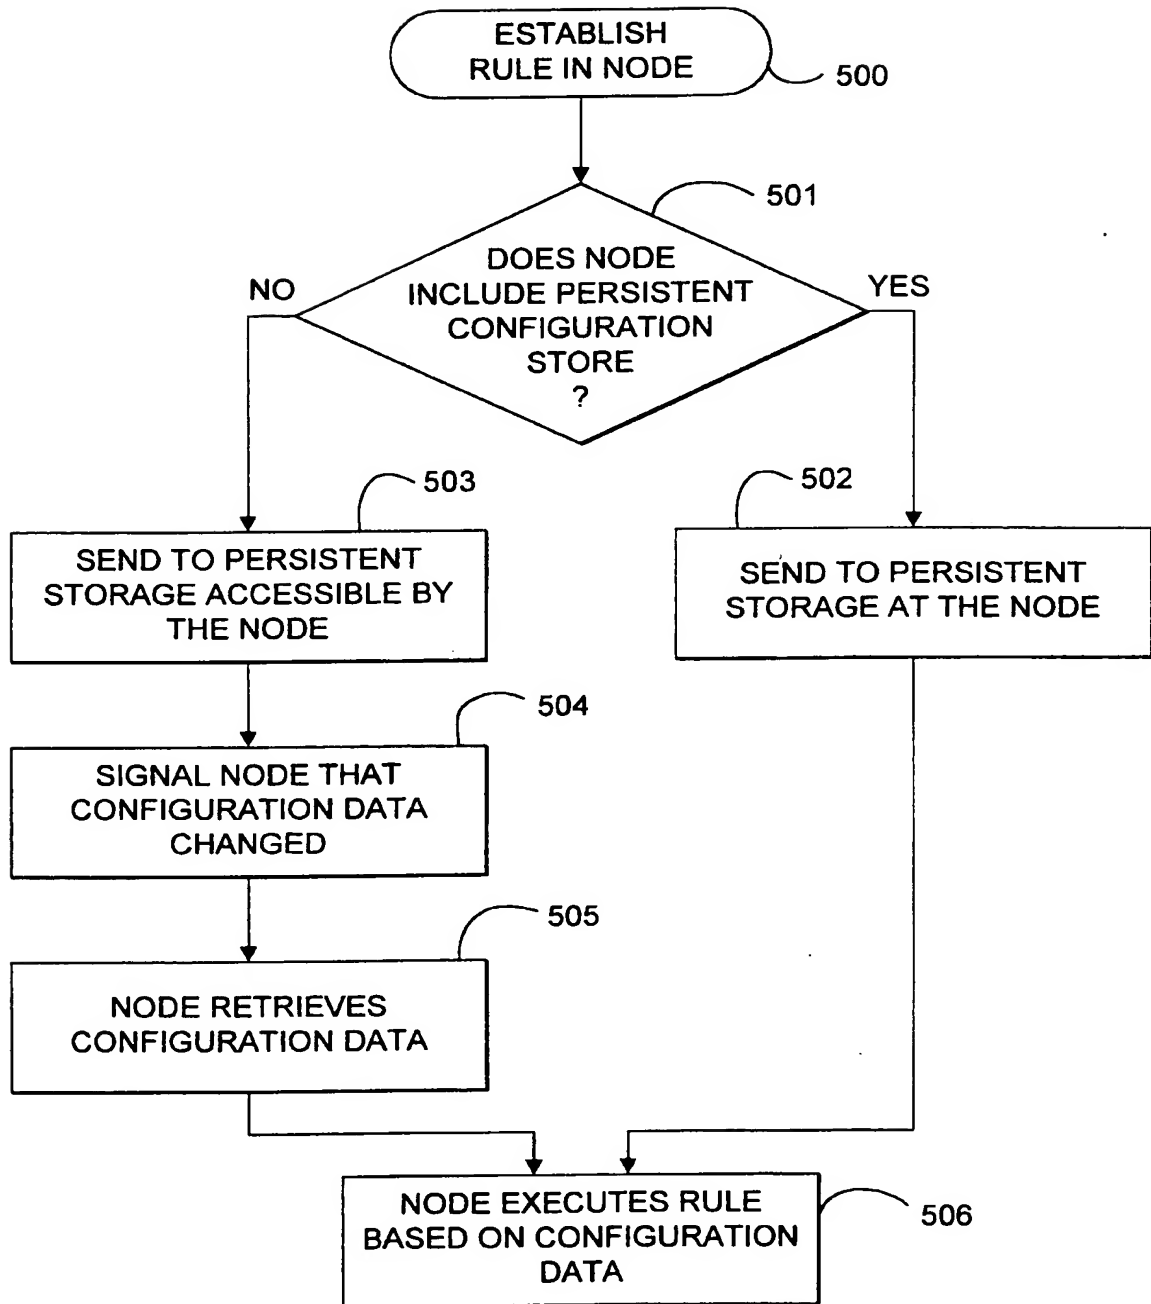 ESTABLISH
RULE IN NODE
500
501
DOES NODE
INCLUDE PERSISTENT
CONFIGURATION
STORE
?
NO
YES
503
SEND TO PERSISTENT
STORAGE ACCESSIBLE BY
THE NODE
502
SEND TO PERSISTENT
STORAGE AT THE NODE
504
SIGNAL NODE THAT
CONFIGURATION DATA
CHANGED
505
NODE RETRIEVES
CONFIGURATION DATA
NODE EXECUTES RULE
BASED ON CONFIGURATION
DATA
506